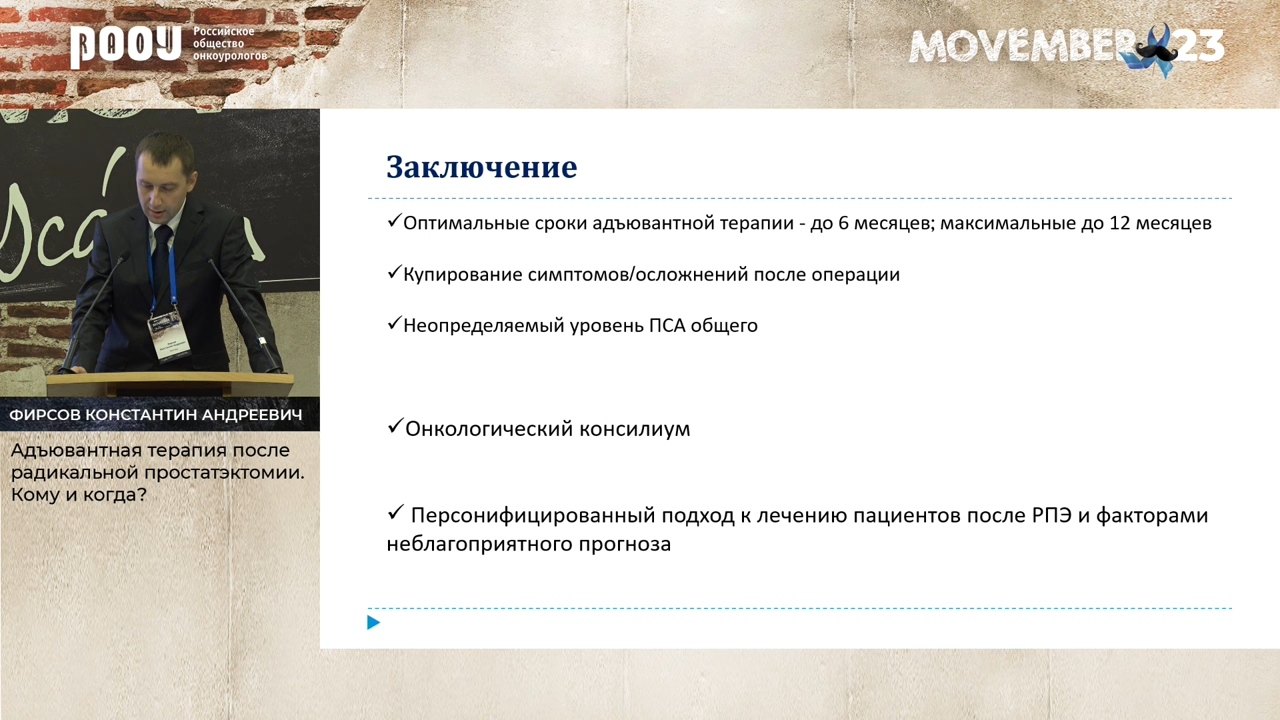 РООУ
Российское
общество
онкоурологов
MOVEMBER 23
ФИРСОВ КОНСТАНТИН АНДРЕЕВИЧ
Адъювантная терапия после
радикальной простатэктомии.
Кому и когда?
Заключение
✓Оптимальные сроки адъювантной терапии - до 6 месяцев; максимальные до 12 месяцев
✓Купирование симптомов/осложнений после операции
✓Неопределяемый уровень ПСА общего
✓Онкологический консилиум
✓ Персонифицированный подход к лечению пациентов после РПЭ и факторами
неблагоприятного прогноза